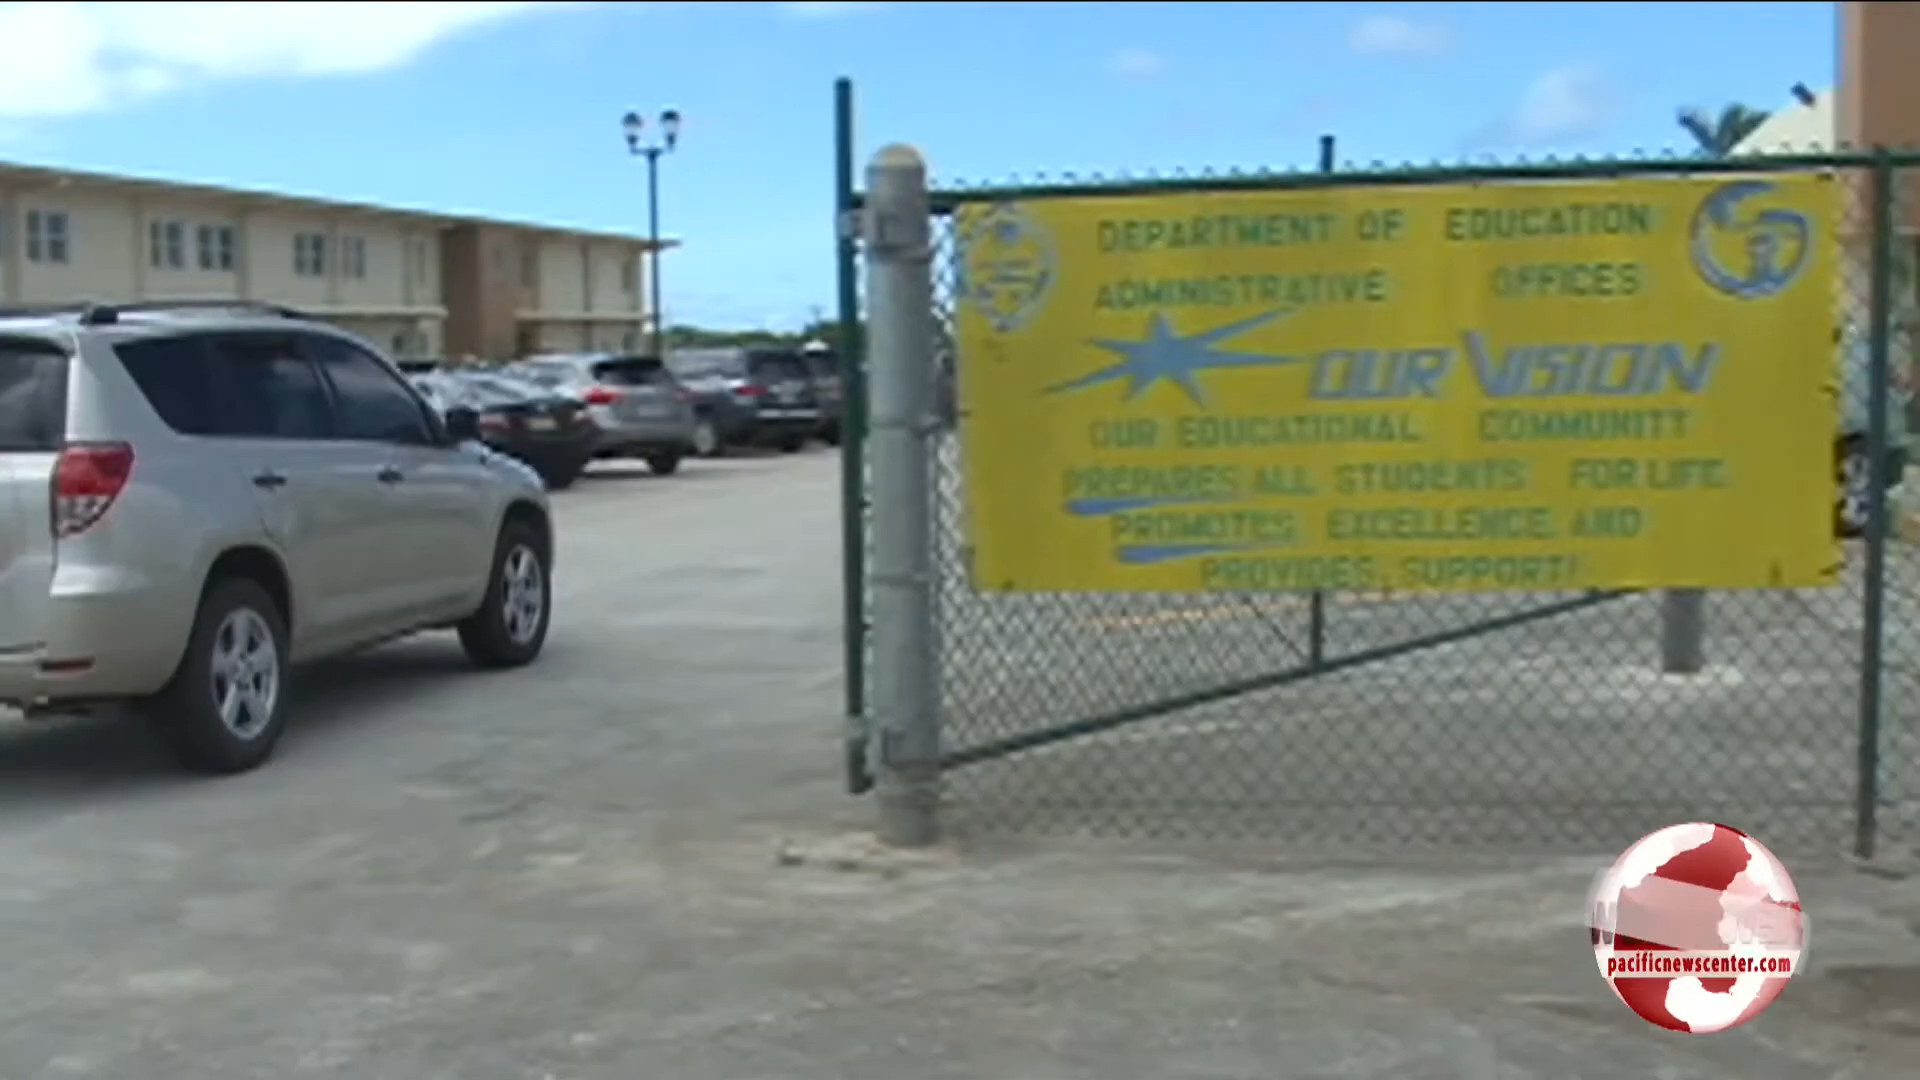 DEPARTMENT OF EDUCATION
ADMINISTRATIVE OFFICES
OUR VISION
OUR EDUCATIONAL COMMUNITY
PREPARES ALL STUDENTS FOR LIFE,
PROMOTES EXCELLENCE, AND
PROVIDES SUPPORT!
pacificnewscenter.com